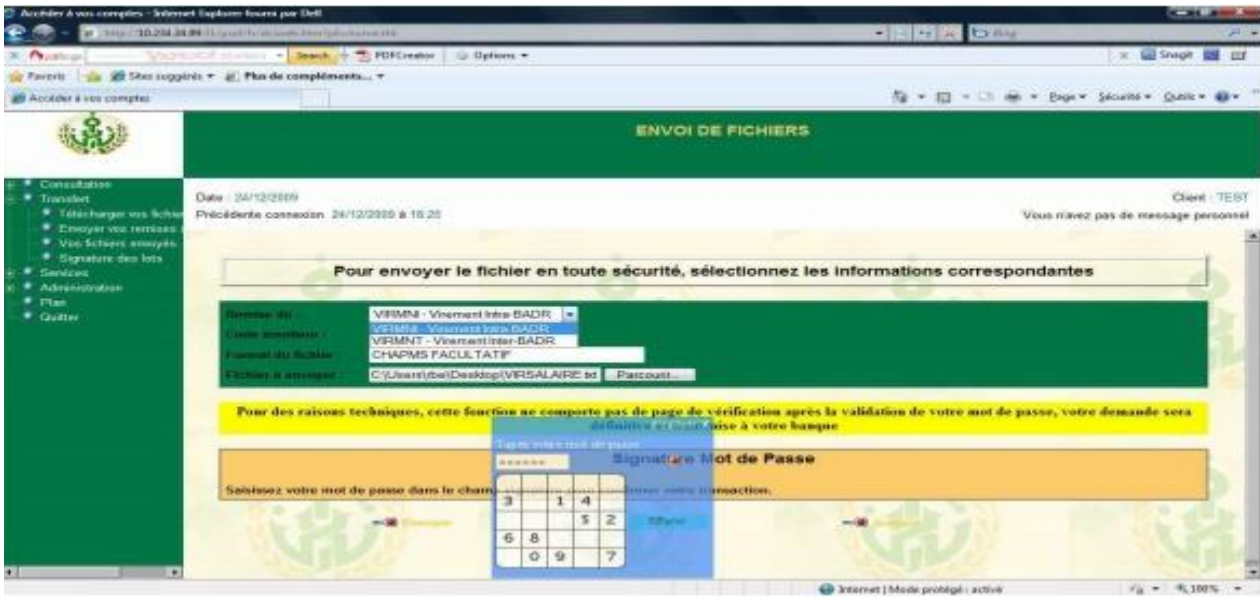 Accéder à vos comptes - Internet Explorer fourni par Dell
Search PDFCreator Options
Snagit
Favoris Sites suggérés Plus de compléments...
Accéder à vos comptes
Page Sécurité Outils
ENVOI DE FICHIERS
Consultation
Transfert
Télécharger vos fichier
Envoyer vos remises
Vos fichiers envoyés
Signature des lots
Services
Administration
Plan
Quitter
Date : 24/12/2009
Client : TEST
Précédente connexion 24/12/2009 à
Vous n'avez pas de message personnel
Pour envoyer le fichier en toute sécurité, sélectionnez les informations correspondantes
VIRMNI - Virement Intra-BADR
VIRMNI - Virement Intra-BADR
VIRMNT - Virement Inter-BADR
Format du fichier
CHAPMS FACULTATIF
Fichier à envoyer :
C:\Users\rbe\Desktop\VIRSALAIRE.txt Parcourir...
Pour des raisons techniques, cette fonction ne comporte pas de page de vérification après la validation de votre mot de passe, votre demande sera
définitive à votre banque
Tapez votre mot de passe
Signature Mot de Passe
Saisissez votre mot de passe dans le champ votre transaction.
3 1 4
5 2
6 8
0 9 7
Internet | Mode protégé : activé
100%